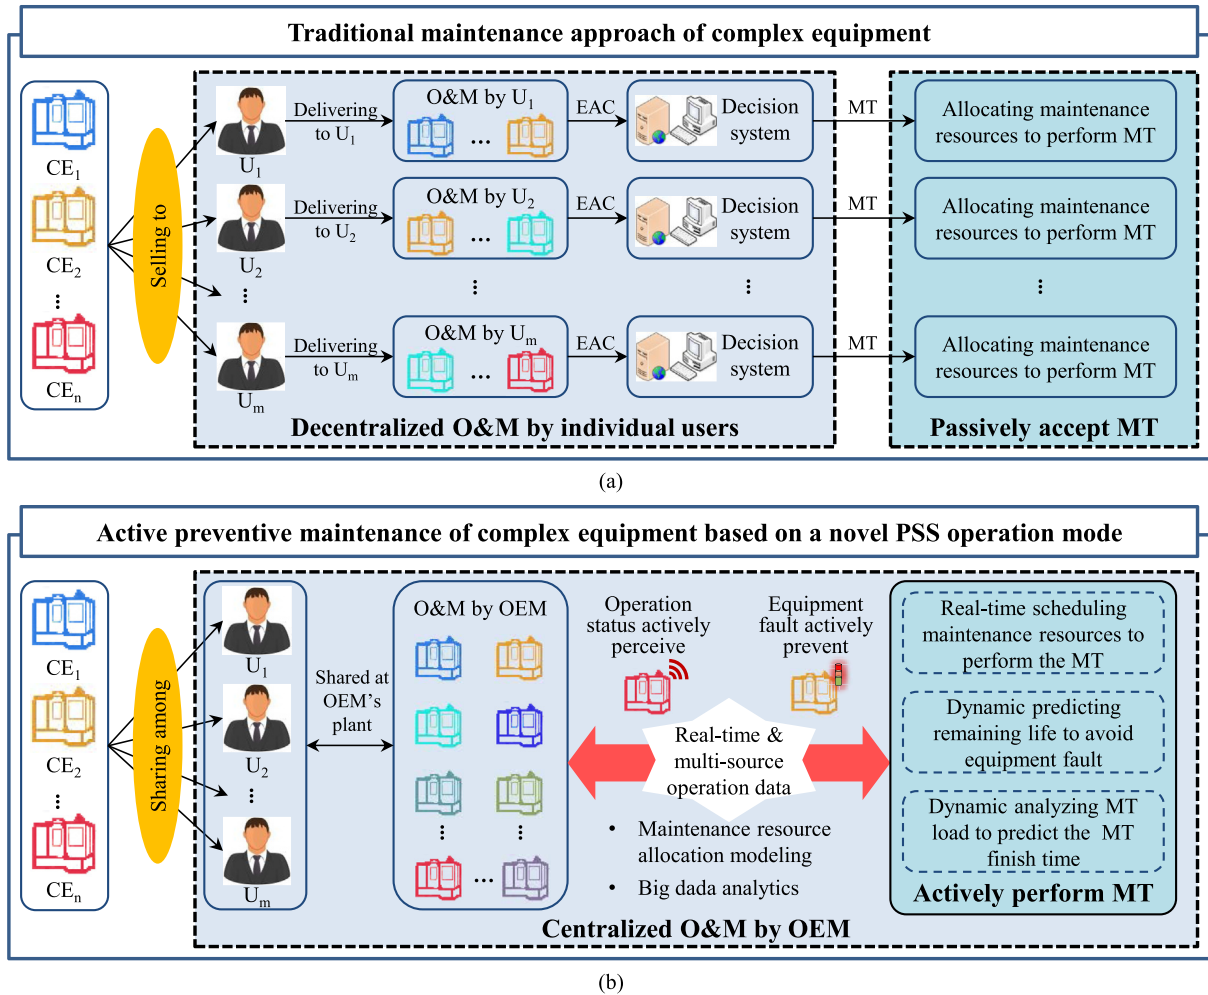 Traditional maintenance approach of complex equipment
CE1
CE2
...
CEn
Selling to
U1
U2
...
Um
Delivering
to U1
Delivering
to U2
Delivering
to Um
O&M by U1
...
O&M by U2
...
...
O&M by Um
...
EAC
EAC
EAC
Decision
system
Decision
system
...
Decision
system
MT
MT
MT
Allocating maintenance
resources to perform MT
Allocating maintenance
resources to perform MT
...
Allocating maintenance
resources to perform MT
Decentralized O&M by individual users
Passively accept MT
(a)
Active preventive maintenance of complex equipment based on a novel PSS operation mode
CE1
CE2
...
CEn
Sharing among
U1
U2
...
Um
Shared at
OEM's
plant
O&M by OEM
...
...
...
Operation
status actively
perceive
Equipment
fault actively
prevent
Real-time &
multi-source
operation data
• Maintenance resource
allocation modeling
• Big dada analytics
Real-time scheduling
maintenance resources to
perform the MT
Dynamic predicting
remaining life to avoid
equipment fault
Dynamic analyzing MT
load to predict the MT
finish time
Actively perform MT
Centralized O&M by OEM
(b)